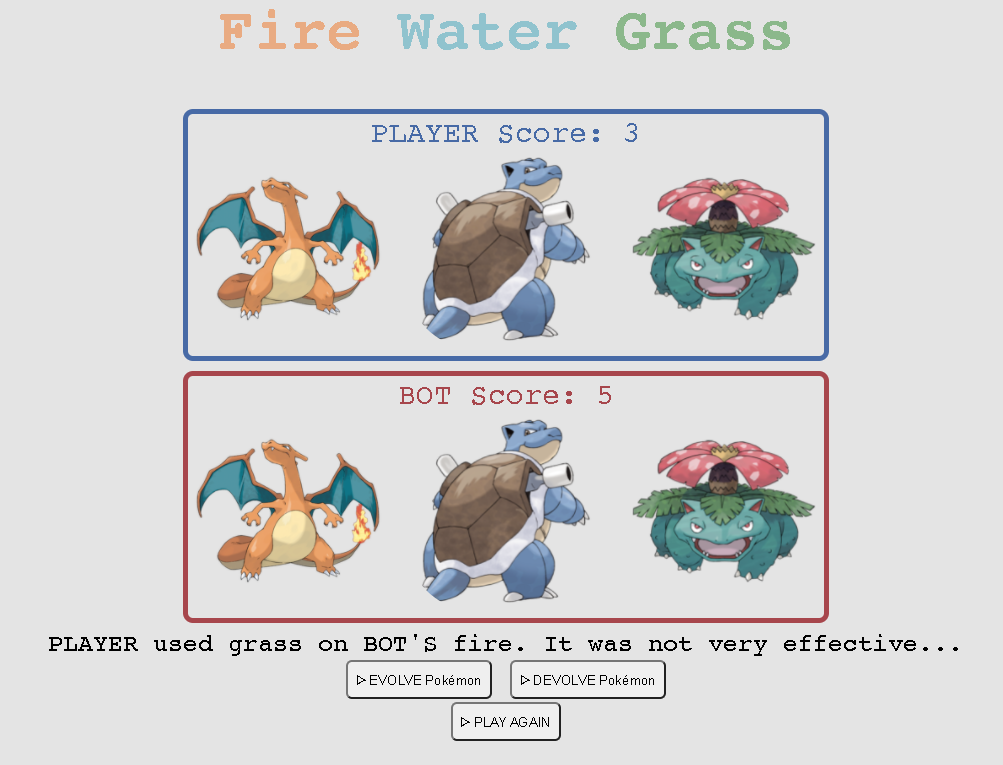 Fire Water Grass
PLAYER Score: 3
BOT Score: 5
PLAYER used grass on BOT'S fire. It was not very effective...
▷ EVOLVE Pokémon ▷ DEVOLVE Pokémon
▷ PLAY AGAIN